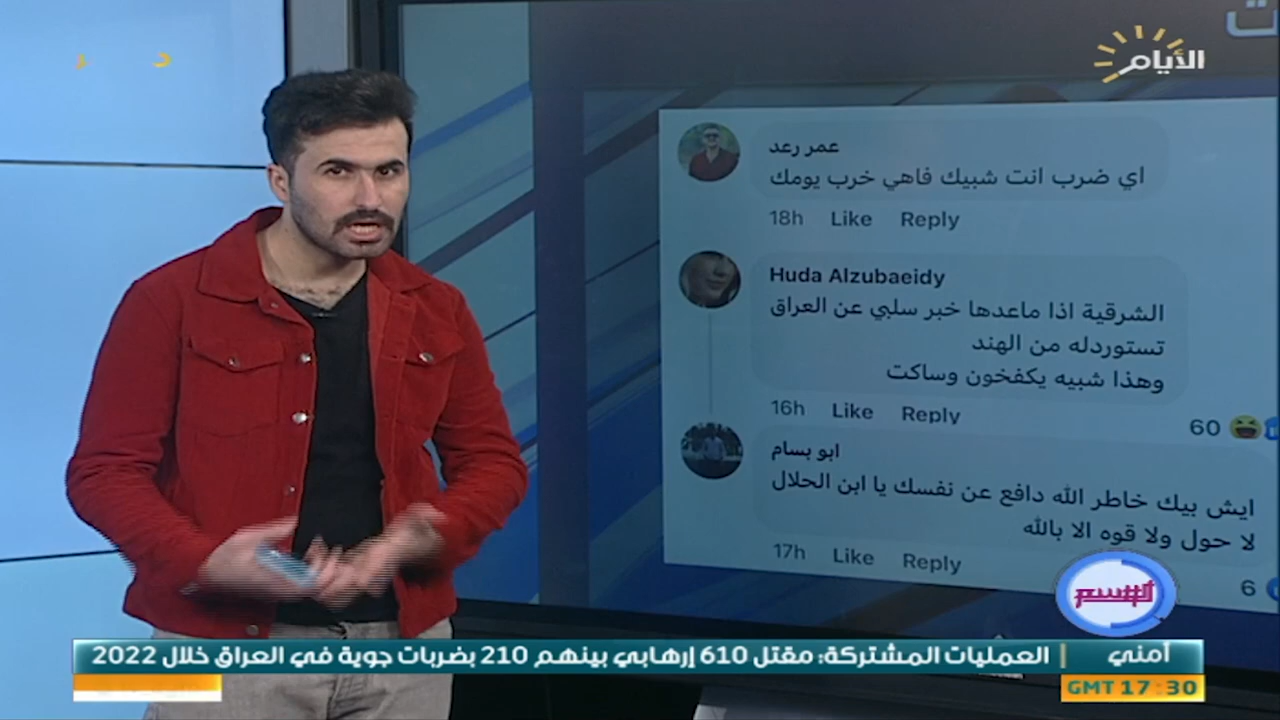 الأيام
عمر رعد
اي ضرب انت شبيك فاهي خرب يومك
18h Like Reply
Huda Alzubaeidy
الشرقية اذا ماعدها خبر سلبي عن العراق
تستوردله من الهند
وهذا شبيه يكفخون وساكت
16h Like Reply
60
ابو بسام
ايش بيك خاطر الله دافع عن نفسك يا ابن الحلال
لا حول ولا قوه الا بالله
17h Like Reply
6
أمني
العمليات المشتركة: مقتل 610 إرهابي بينهم 210 بضربات جوية في العراق خلال 2022
GMT 17:30